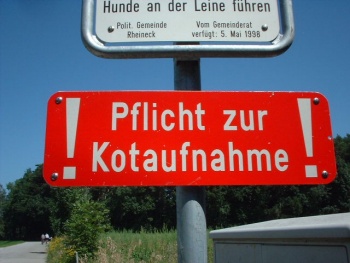 Hunde an der Leine führen
Polit. Gemeinde Rheineck
Vom Gemeinderat verfügt: 5. Mai 1998
! Pflicht zur !
Kotaufnahme